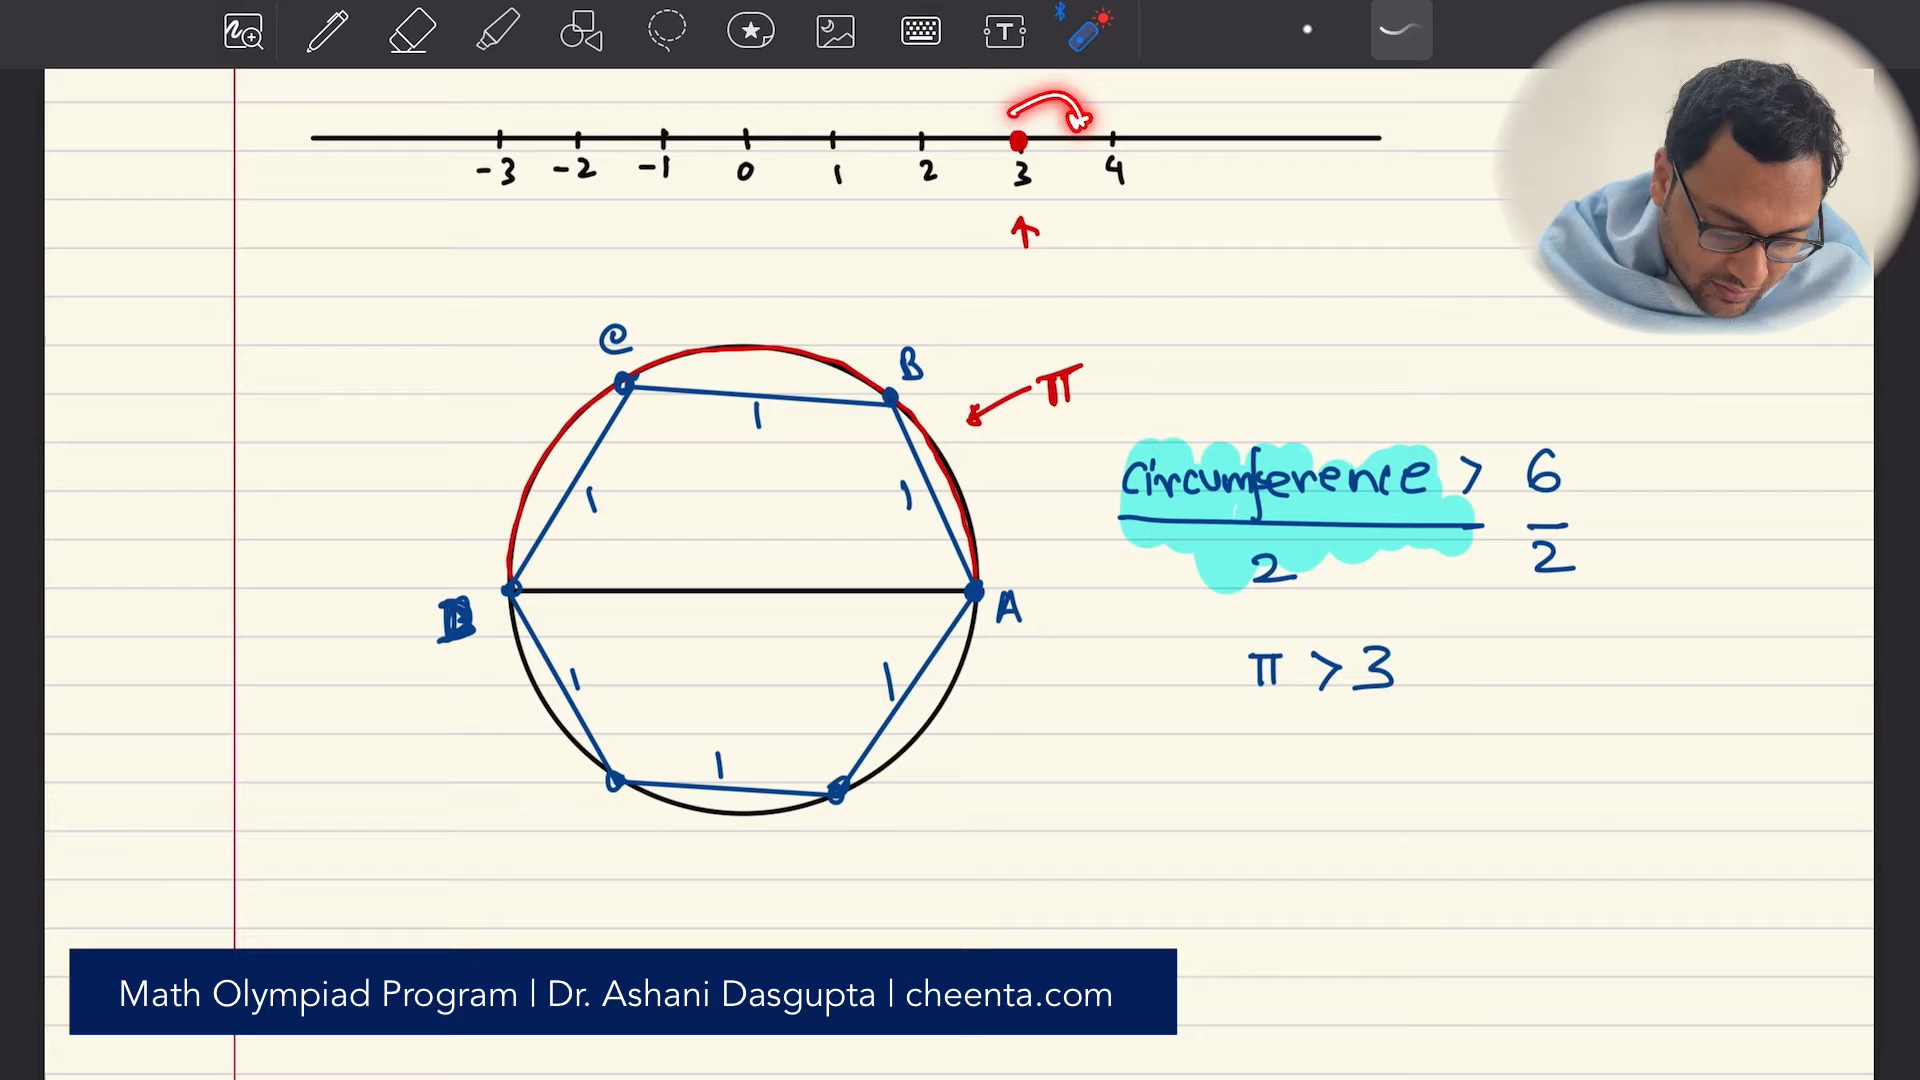 T
-3 -2 -1 0 1 2 3 4
C
B
π
1
1
1
circumference > 6
2 2
A
π > 3
1
1
1
Math Olympiad Program | Dr. Ashani Dasgupta | cheenta.com